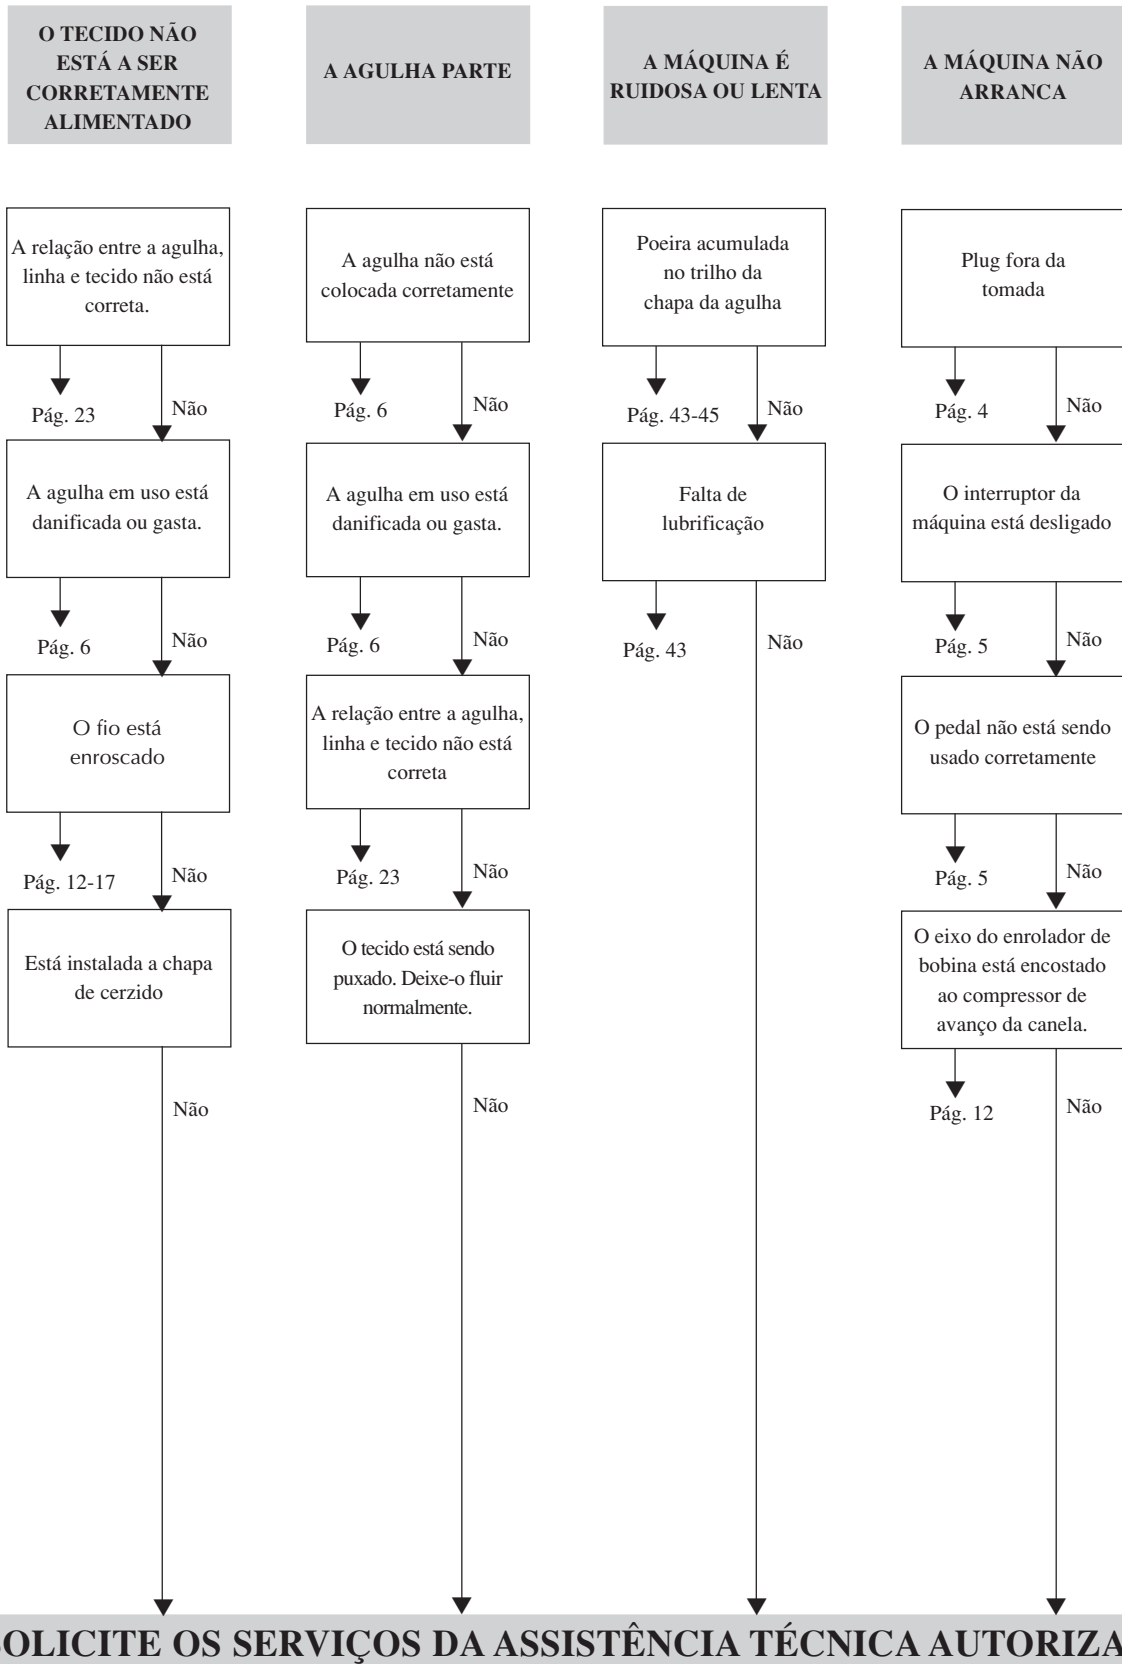 O TECIDO NÃO
ESTÁ A SER
CORRETAMENTE
ALIMENTADO
A relação entre a agulha,
linha e tecido não está
correta.
Pág. 23
Não
A agulha em uso está
danificada ou gasta.
Pág. 6
Não
O fio está
enroscado
Pág. 12-17
Não
Está instalada a chapa
de cerzido
Não
A AGULHA PARTE
A agulha não está
colocada corretamente
Pág. 6
Não
A agulha em uso está
danificada ou gasta.
Pág. 6
Não
A relação entre a agulha,
linha e tecido não está
correta
Pág. 23
Não
O tecido está sendo
puxado. Deixe-o fluir
normalmente.
Não
A MÁQUINA É
RUIDOSA OU LENTA
Poeira acumulada
no trilho da
chapa da agulha
Pág. 43-45
Não
Falta de
lubrificação
Pág. 43
Não
A MÁQUINA NÃO
ARRANCA
Plug fora da
tomada
Pág. 4
Não
O interruptor da
máquina está desligado
Pág. 5
Não
O pedal não está sendo
usado corretamente
Pág. 5
Não
O eixo do enrolador de
bobina está encostado
ao compressor de
avanço da canela.
Pág. 12
Não
OLICITE OS SERVIÇOS DA ASSISTÊNCIA TÉCNICA AUTORIZA